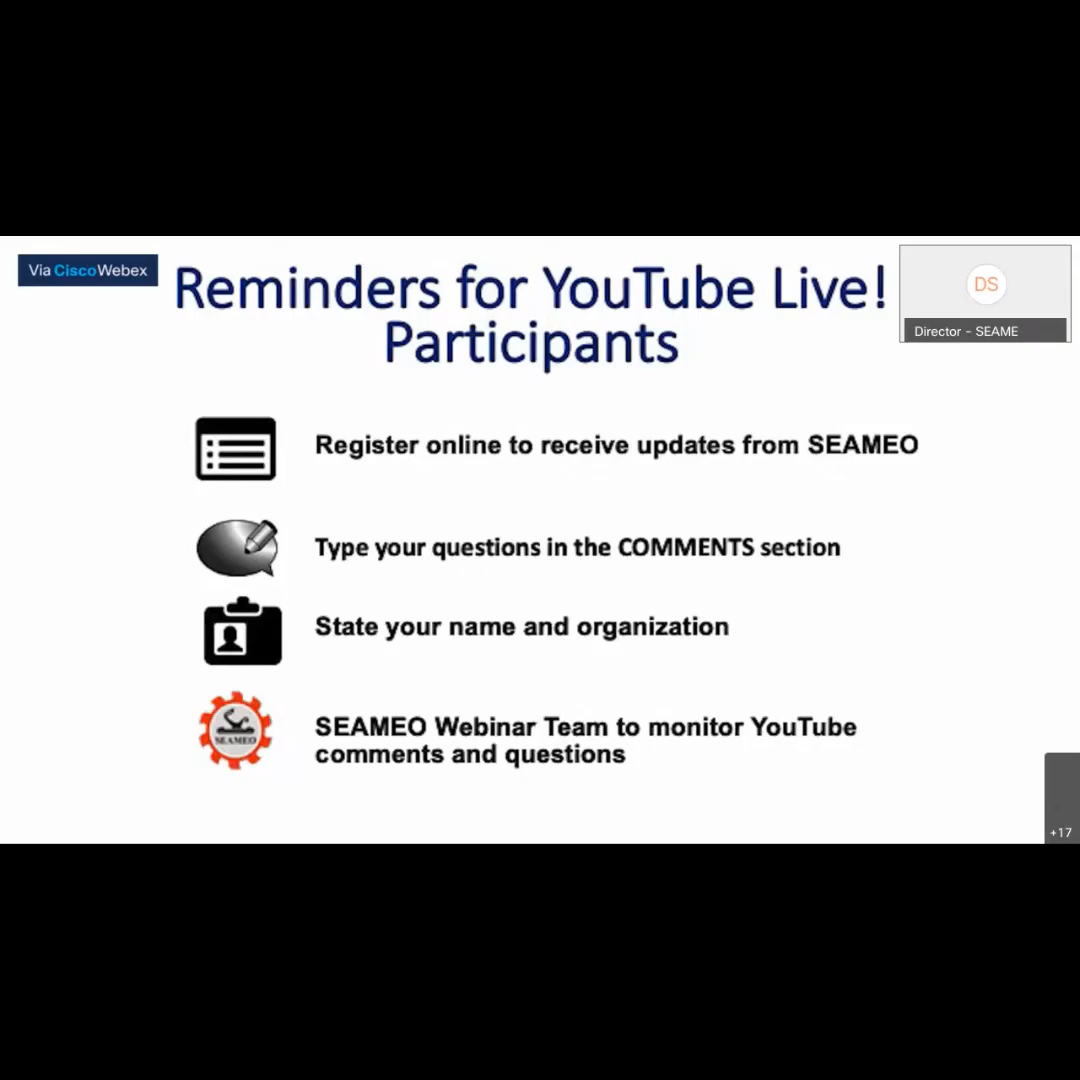 Via CiscoWebex
Reminders for YouTube Live!
Participants
DS
Director - SEAME
Register online to receive updates from SEAMEO
Type your questions in the COMMENTS section
State your name and organization
SEAMEO
SEAMEO Webinar Team to monitor YouTube
comments and questions
+17